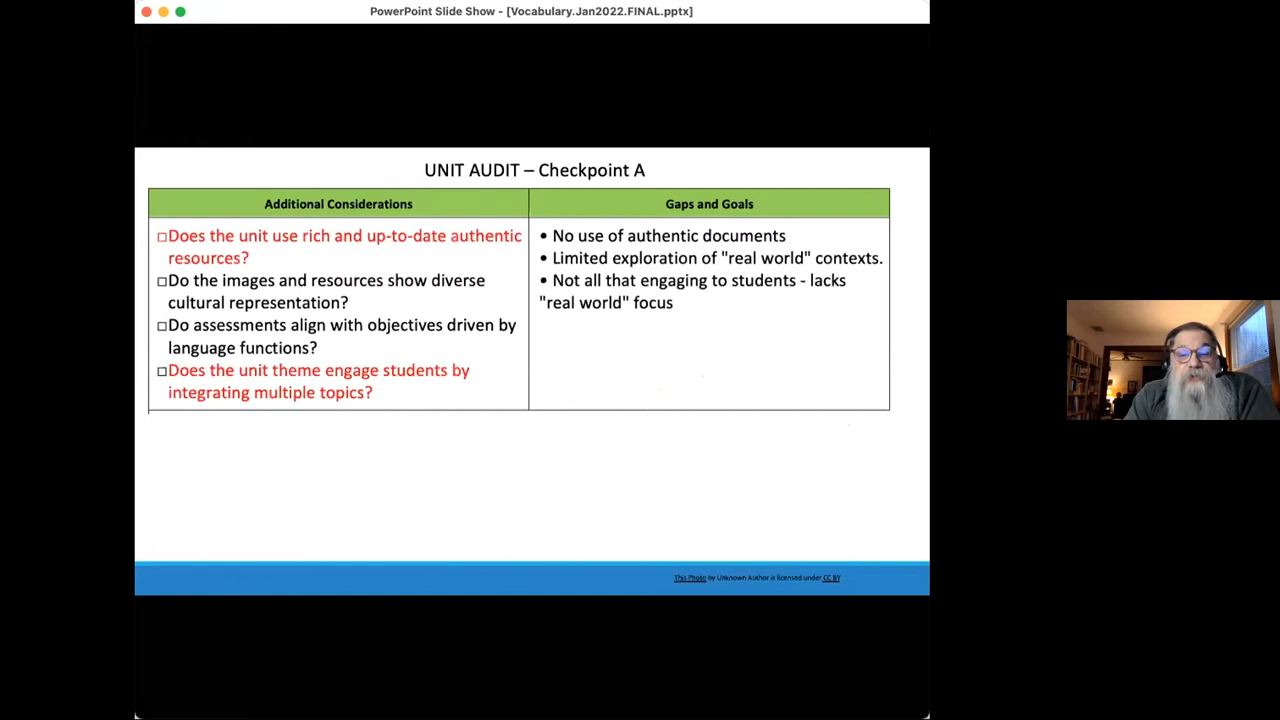 PowerPoint Slide Show - [Vocabulary.Jan2022.FINAL.pptx]
UNIT AUDIT – Checkpoint A
Additional Considerations
□Does the unit use rich and up-to-date authentic
resources?
□Do the images and resources show diverse
cultural representation?
□Do assessments align with objectives driven by
language functions?
□Does the unit theme engage students by
integrating multiple topics?
Gaps and Goals
• No use of authentic documents
• Limited exploration of "real world" contexts.
• Not all that engaging to students - lacks
"real world" focus
This Photo by Unknown Author is licensed under CC BY